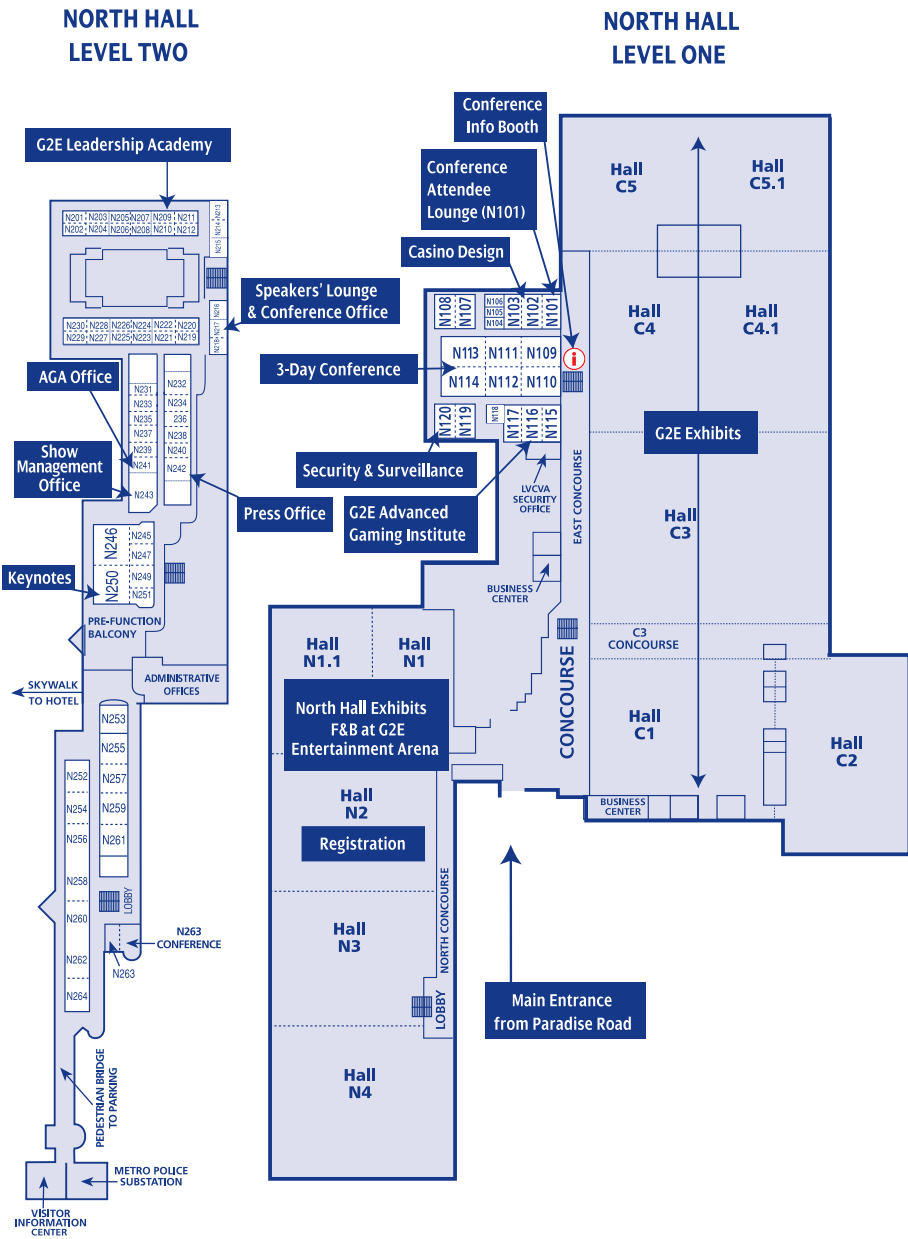 NORTH HALL
LEVEL TWO
G2E Leadership Academy
N201 N203 N205 N207 N209 N211
N202 N204 N206 N208 N210 N212
N213
N214
N215
Speakers' Lounge
& Conference Office
N216
N217
N218
N230 N228 N226 N224 N222 N220
N229 N227 N225 N223 N221 N219
AGA Office
Show
Management
Office
N231
N233
N235
N237
N239
N241
N243
N232
N234
236
N238
N240
N242
Press Office
Keynotes
N246
N250
N245
N247
N249
N251
PRE-FUNCTION
BALCONY
ADMINISTRATIVE
OFFICES
SKYWALK
TO HOTEL
N253
N255
N257
N259
N261
N252
N254
N256
N258
N260
N262
N264
LOBBY
N263
CONFERENCE
N263
PEDESTRIAN BRIDGE
TO PARKING
METRO POLICE
SUBSTATION
VISITOR
INFORMATION
CENTER
NORTH HALL
LEVEL ONE
Conference
Info Booth
Conference
Attendee
Lounge (N101)
Casino Design
N108
N107
N106
N105
N104
N103
N102
N101
3-Day Conference
N113 N111 N109
N114 N112 N110
i
N120
N119
N118
N117
N116
N115
Security & Surveillance
G2E Advanced
Gaming Institute
LVCVA
SECURITY
OFFICE
EAST CONCOURSE
BUSINESS
CENTER
CONCOURSE
Hall
C5
Hall
C5.1
Hall
C4
Hall
C4.1
G2E Exhibits
Hall
C3
C3
CONCOURSE
Hall
C1
Hall
C2
BUSINESS
CENTER
Hall
N1.1
Hall
N1
North Hall Exhibits
F&B at G2E
Entertainment Arena
Hall
N2
Registration
NORTH CONCOURSE
Hall
N3
LOBBY
Hall
N4
Main Entrance
from Paradise Road